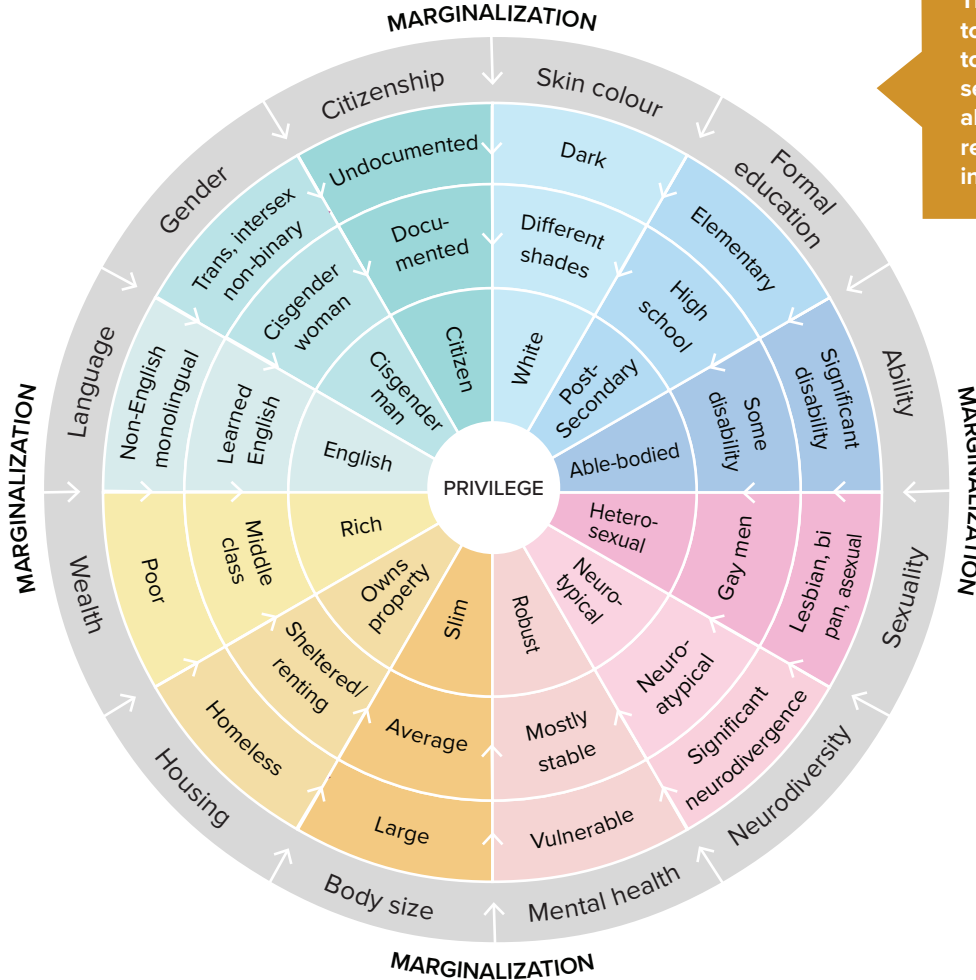 MARGINALIZATION
Citizenship
Undocumented
Docu-
mented
Citizen
Skin colour
Dark
Different
shades
White
Formal
education
Elementary
High
school
Post-
Secondary
Ability
Significant
disability
Some
disability
Able-bodied
MARGINALIZATION
Sexuality
Lesbian, bi
pan, asexual
Gay men
Hetero-
sexual
Neurodiversity
Significant
neurodivergence
Neuro-
atypical
Neuro-
typical
Mental health
Vulnerable
Mostly
stable
Robust
MARGINALIZATION
Body size
Large
Average
Slim
Housing
Homeless
Sheltered/
renting
Owns
property
Wealth
Poor
Middle
class
Rich
MARGINALIZATION
Language
Non-English
monolingual
Learned
English
English
Gender
Trans, intersex
non-binary
Cisgender
woman
Cisgender
man
PRIVILEGE